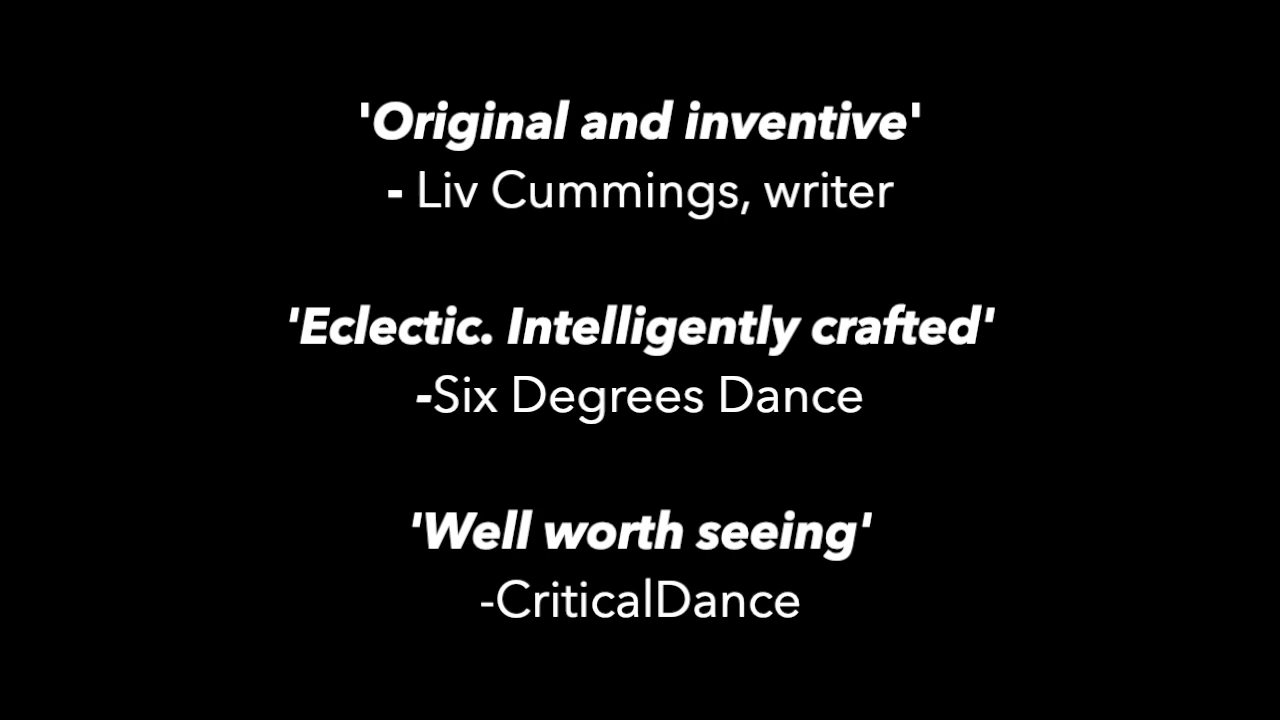 'Original and inventive'
- Liv Cummings, writer
'Eclectic. Intelligently crafted'
-Six Degrees Dance
'Well worth seeing'
-CriticalDance